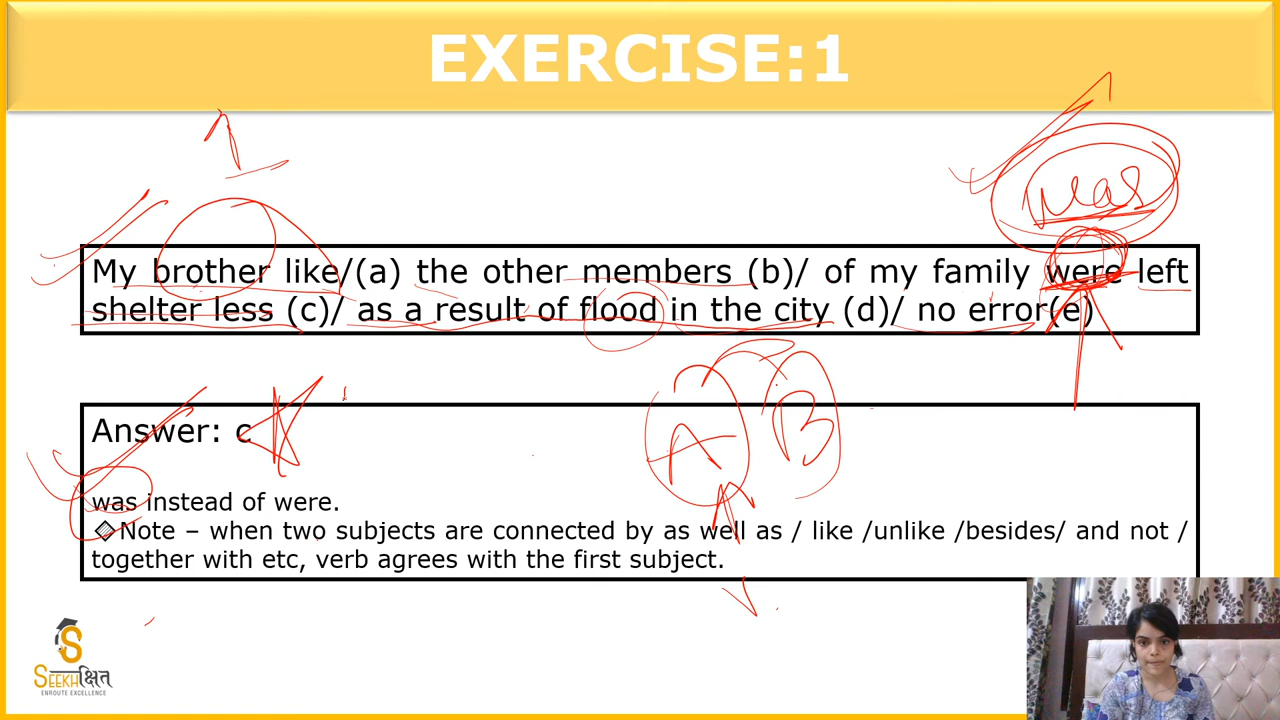 EXERCISE:1
1
was
My brother like/(a) the other members (b)/ of my family were left
shelter less (c)/ as a result of flood in the city (d)/ no error(e)
A B
Answer: c
was instead of were.
◈Note – when two subjects are connected by as well as / like /unlike /besides/ and not /
together with etc, verb agrees with the first subject.
SEEKHक्षित
ENROUTE EXCELLENCE